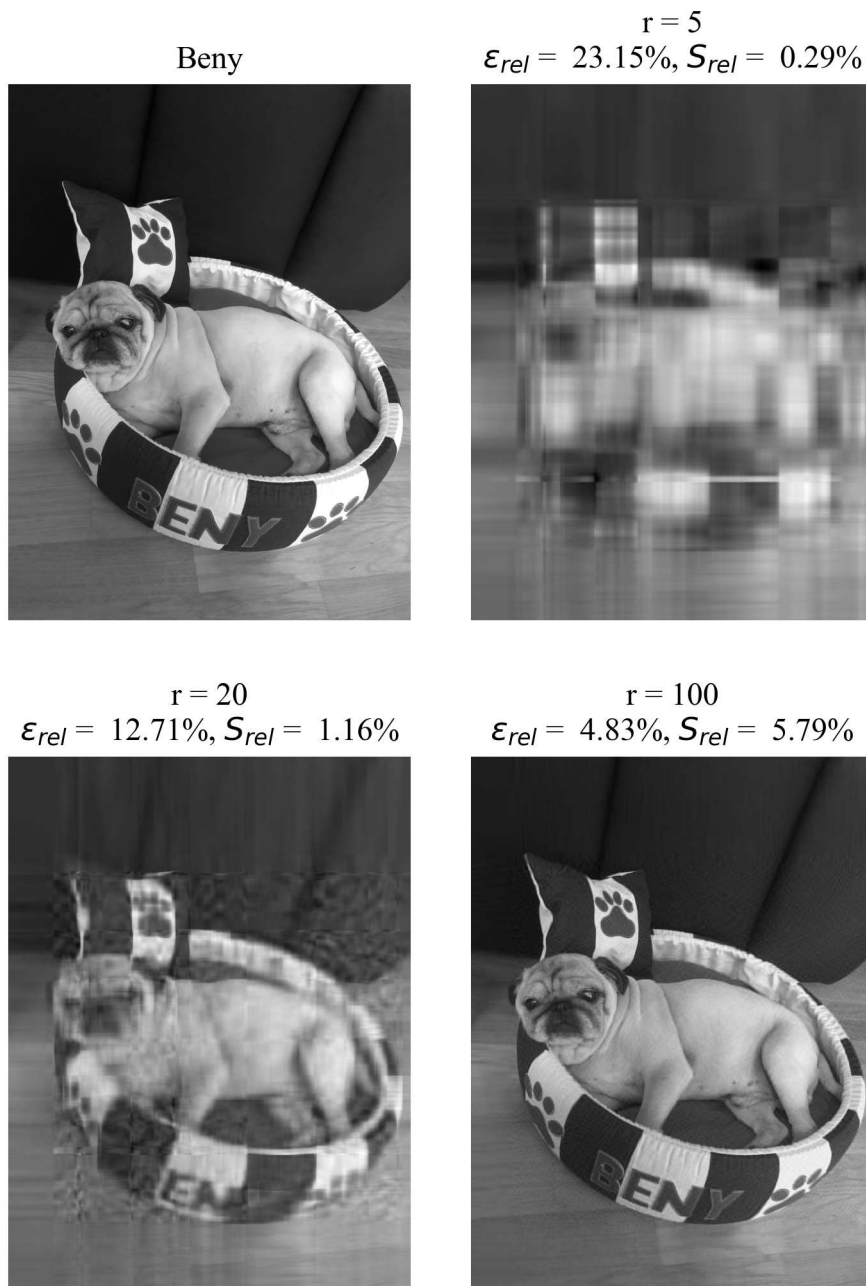 Beny
r = 5
ε_rel = 23.15%, S_rel = 0.29%
BENY
r = 20
ε_rel = 12.71%, S_rel = 1.16%
r = 100
ε_rel = 4.83%, S_rel = 5.79%
BEN
BENY